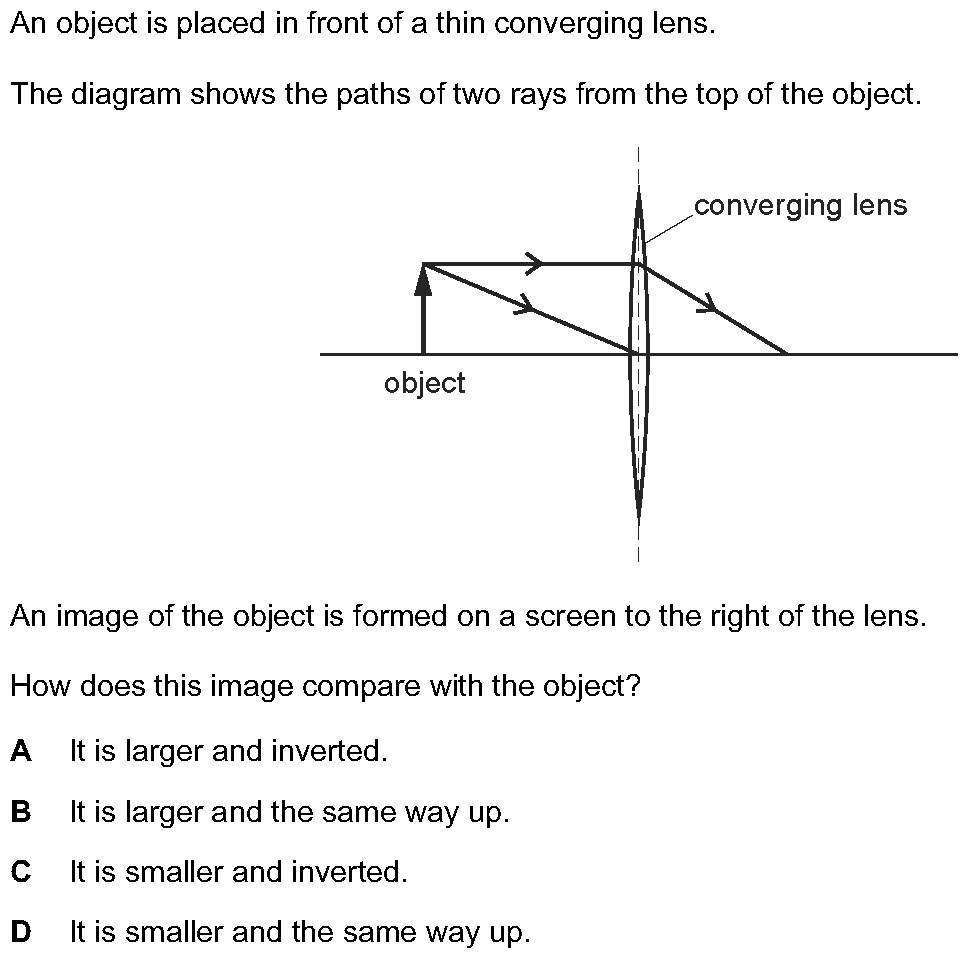 An object is placed in front of a thin converging lens.
The diagram shows the paths of two rays from the top of the object.
converging lens
object
An image of the object is formed on a screen to the right of the lens.
How does this image compare with the object?
A It is larger and inverted.
B It is larger and the same way up.
C It is smaller and inverted.
D It is smaller and the same way up.